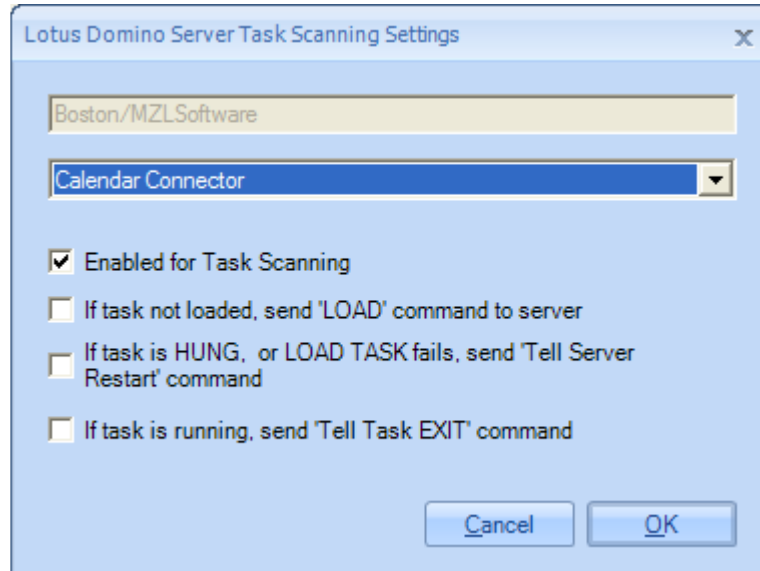 Lotus Domino Server Task Scanning Settings
x
Boston/MZLSoftware
Calendar Connector
Enabled for Task Scanning
If task not loaded, send 'LOAD' command to server
If task is HUNG, or LOAD TASK fails, send 'Tell Server
Restart' command
If task is running, send 'Tell Task EXIT' command
Cancel
OK